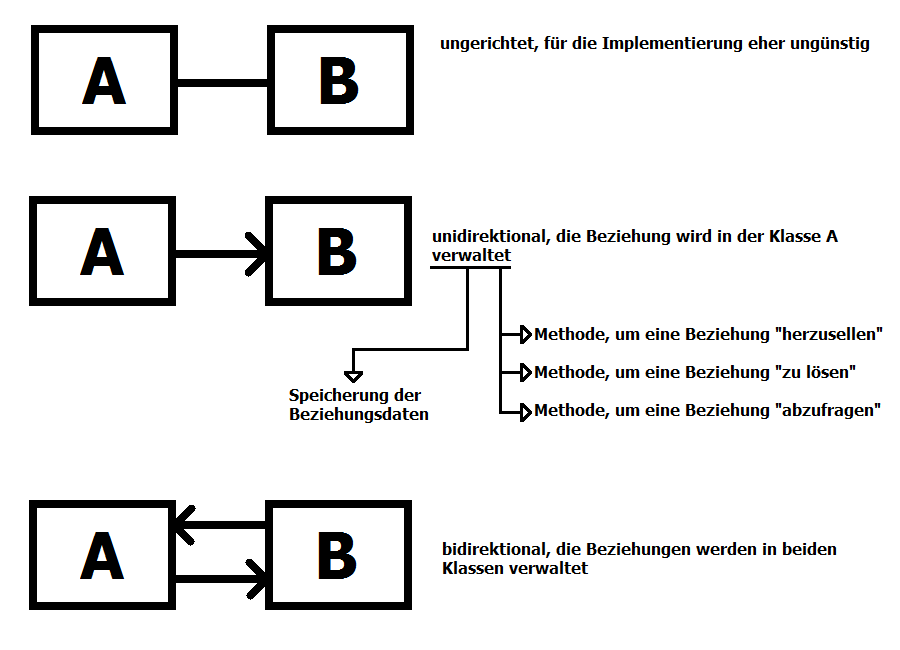 A
B
ungerichtet, für die Implementierung eher ungünstig
A
B
unidirektional, die Beziehung wird in der Klasse A
verwaltet
Methode, um eine Beziehung "herzusellen"
Methode, um eine Beziehung "zu lösen"
Methode, um eine Beziehung "abzufragen"
Speicherung der
Beziehungsdaten
A
B
bidirektional, die Beziehungen werden in beiden
Klassen verwaltet